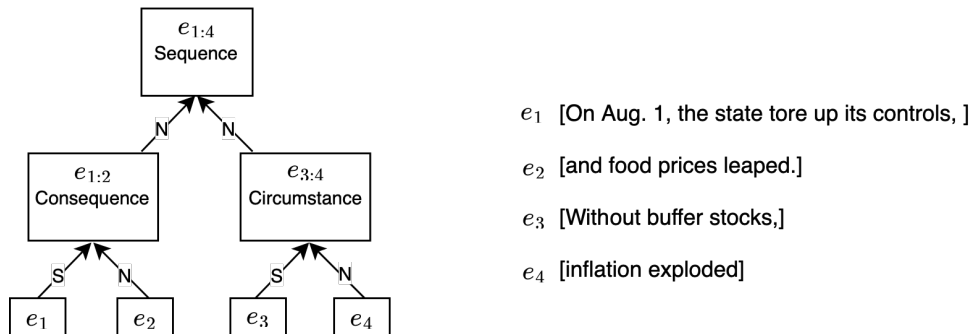 e1:4
Sequence
N N
e1:2
Consequence
e3:4
Circumstance
S N S N
e1 e2 e3 e4
e1 [On Aug. 1, the state tore up its controls, ]
e2 [and food prices leaped.]
e3 [Without buffer stocks,]
e4 [inflation exploded]